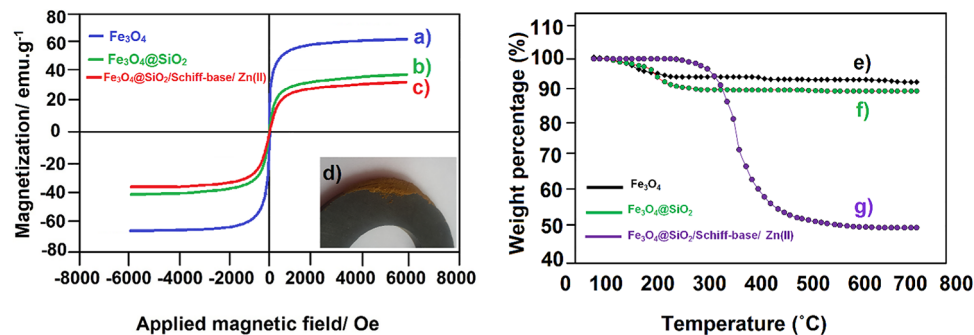 Magnetization/ emu.g⁻¹
80
60
40
20
0
-20
-40
-60
-80
Fe₃O₄
Fe₃O₄@SiO₂
Fe₃O₄@SiO₂/Schiff-base/ Zn(II)
a)
b)
c)
d)
-8000
-6000
-4000
-2000
0
2000
4000
6000
8000
Applied magnetic field/ Oe
Weight percentage (%)
110
100
90
80
70
60
50
40
e)
f)
g)
Fe₃O₄
Fe₃O₄@SiO₂
Fe₃O₄@SiO₂/Schiff-base/ Zn(II)
0
100
200
300
400
500
600
700
800
Temperature (˚C)